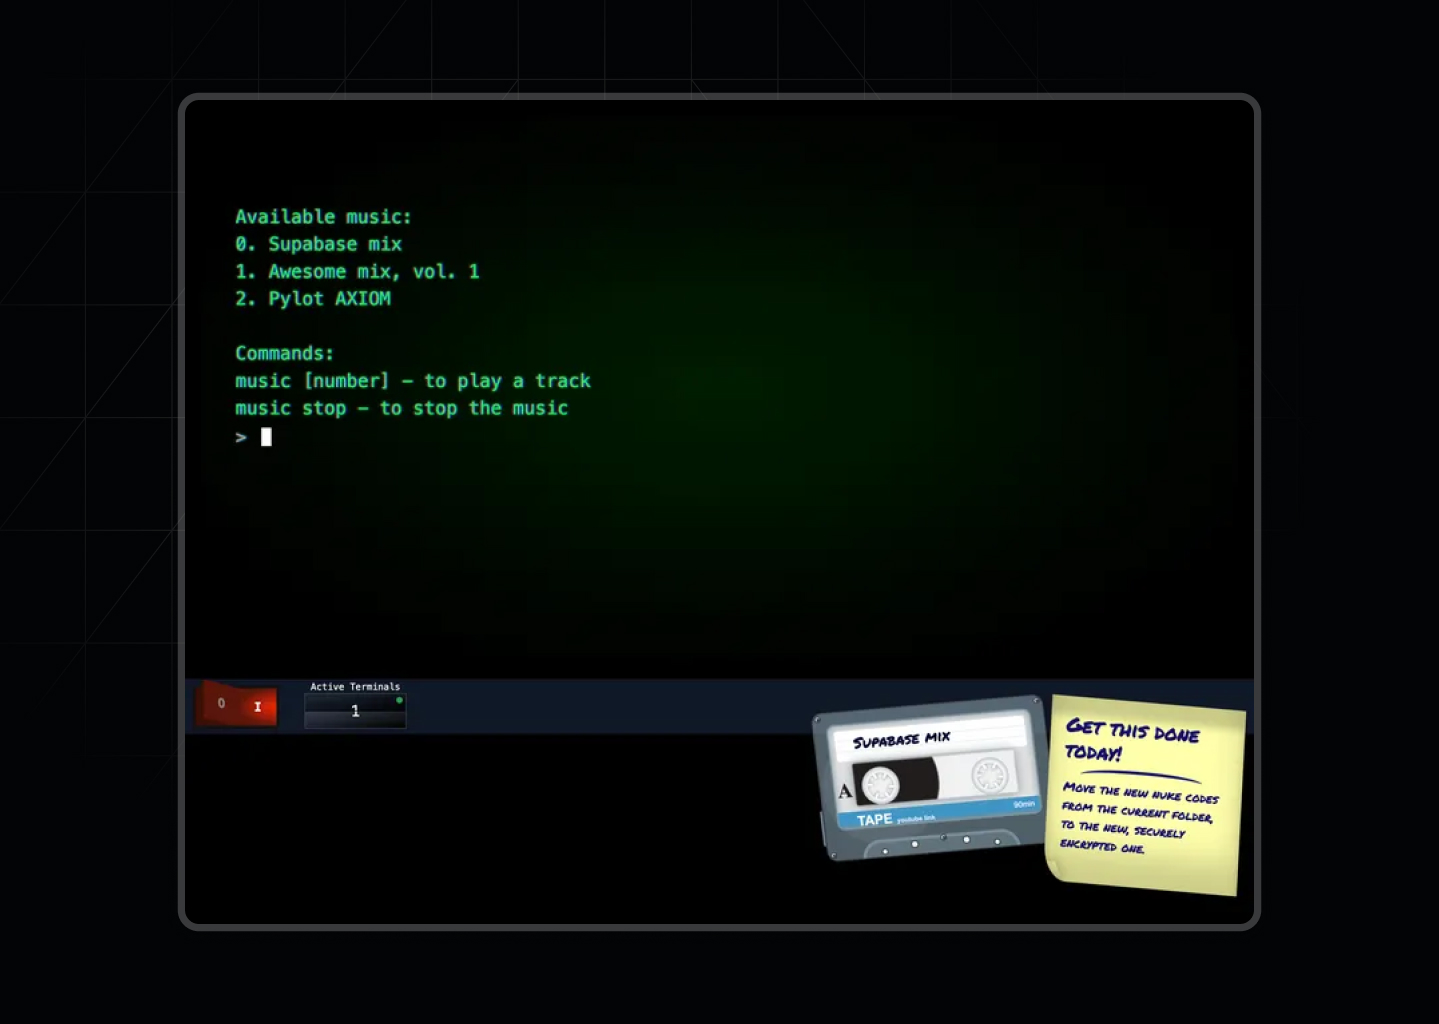 Available music:
0. Supabase mix
1. Awesome mix, vol. 1
2. Pylot AXIOM
Commands:
music [number] – to play a track
music stop – to stop the music
>
0 I
Active Terminals
1
SUPABASE MIX
A
90min
TAPE youtube link
GET THIS DONE
TODAY!
MOVE THE NEW NUKE CODES
FROM THE CURRENT FOLDER,
TO THE NEW, SECURELY
ENCRYPTED ONE.